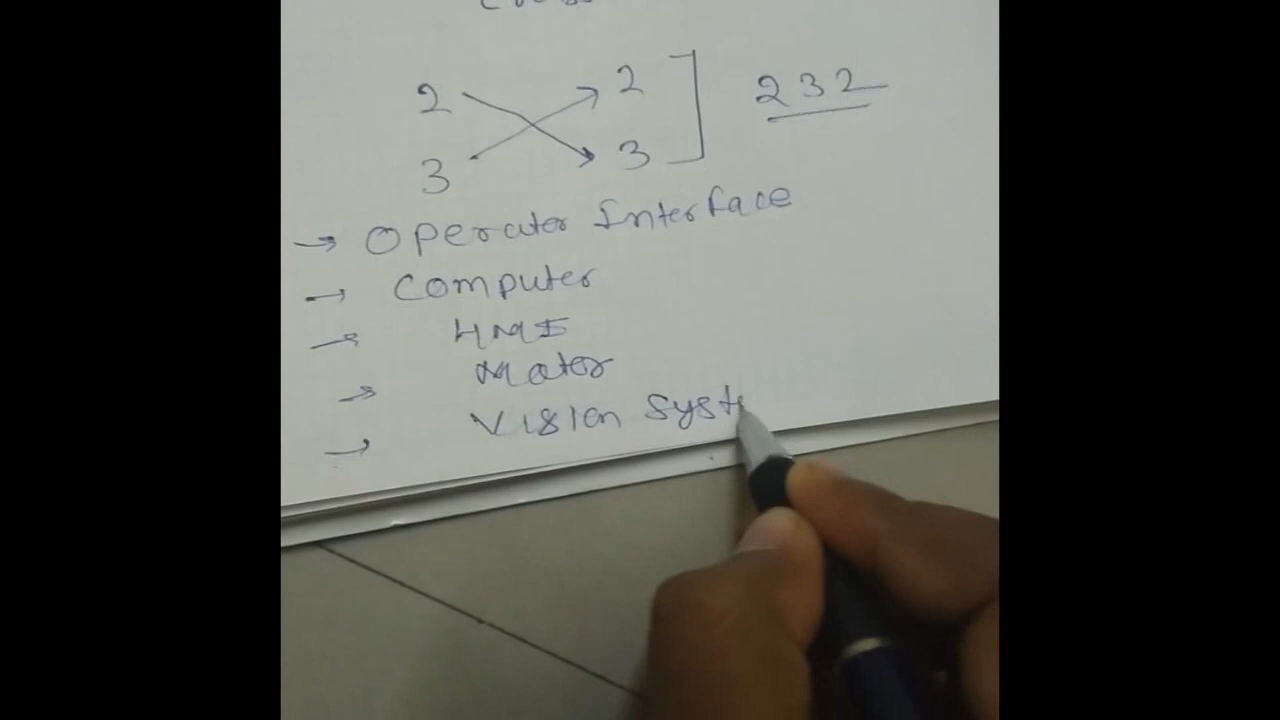 2 2 232
3 3
→ Operator Interface
→ Computer
→ HMI
→ Motor
→ Vision Syst